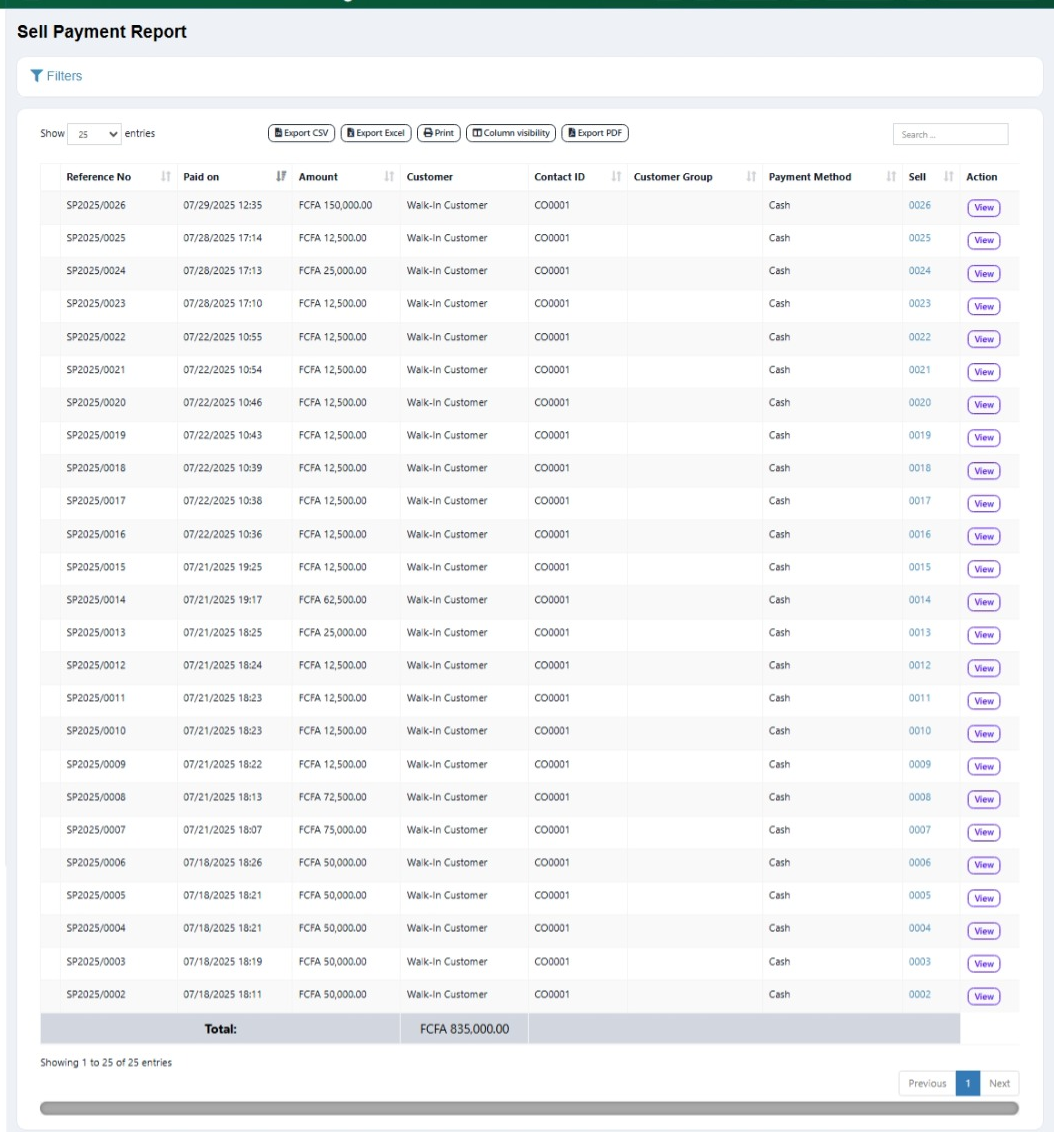 Sell Payment Report
Filters
Show 25 entries Export CSV Export Excel Print Column visibility Export PDF Search ...
Reference No Paid on Amount Customer Contact ID Customer Group Payment Method Sell Action
SP2025/0026 07/29/2025 12:35 FCFA 150,000.00 Walk-In Customer CO0001 Cash 0026 View
SP2025/0025 07/28/2025 17:14 FCFA 12,500.00 Walk-In Customer CO0001 Cash 0025 View
SP2025/0024 07/28/2025 17:13 FCFA 25,000.00 Walk-In Customer CO0001 Cash 0024 View
SP2025/0023 07/28/2025 17:10 FCFA 12,500.00 Walk-In Customer CO0001 Cash 0023 View
SP2025/0022 07/22/2025 10:55 FCFA 12,500.00 Walk-In Customer CO0001 Cash 0022 View
SP2025/0021 07/22/2025 10:54 FCFA 12,500.00 Walk-In Customer CO0001 Cash 0021 View
SP2025/0020 07/22/2025 10:46 FCFA 12,500.00 Walk-In Customer CO0001 Cash 0020 View
SP2025/0019 07/22/2025 10:43 FCFA 12,500.00 Walk-In Customer CO0001 Cash 0019 View
SP2025/0018 07/22/2025 10:39 FCFA 12,500.00 Walk-In Customer CO0001 Cash 0018 View
SP2025/0017 07/22/2025 10:38 FCFA 12,500.00 Walk-In Customer CO0001 Cash 0017 View
SP2025/0016 07/22/2025 10:36 FCFA 12,500.00 Walk-In Customer CO0001 Cash 0016 View
SP2025/0015 07/21/2025 19:25 FCFA 12,500.00 Walk-In Customer CO0001 Cash 0015 View
SP2025/0014 07/21/2025 19:17 FCFA 62,500.00 Walk-In Customer CO0001 Cash 0014 View
SP2025/0013 07/21/2025 18:25 FCFA 25,000.00 Walk-In Customer CO0001 Cash 0013 View
SP2025/0012 07/21/2025 18:24 FCFA 12,500.00 Walk-In Customer CO0001 Cash 0012 View
SP2025/0011 07/21/2025 18:23 FCFA 12,500.00 Walk-In Customer CO0001 Cash 0011 View
SP2025/0010 07/21/2025 18:23 FCFA 12,500.00 Walk-In Customer CO0001 Cash 0010 View
SP2025/0009 07/21/2025 18:22 FCFA 12,500.00 Walk-In Customer CO0001 Cash 0009 View
SP2025/0008 07/21/2025 18:13 FCFA 72,500.00 Walk-In Customer CO0001 Cash 0008 View
SP2025/0007 07/21/2025 18:07 FCFA 75,000.00 Walk-In Customer CO0001 Cash 0007 View
SP2025/0006 07/18/2025 18:26 FCFA 50,000.00 Walk-In Customer CO0001 Cash 0006 View
SP2025/0005 07/18/2025 18:21 FCFA 50,000.00 Walk-In Customer CO0001 Cash 0005 View
SP2025/0004 07/18/2025 18:21 FCFA 50,000.00 Walk-In Customer CO0001 Cash 0004 View
SP2025/0003 07/18/2025 18:19 FCFA 50,000.00 Walk-In Customer CO0001 Cash 0003 View
SP2025/0002 07/18/2025 18:11 FCFA 50,000.00 Walk-In Customer CO0001 Cash 0002 View
Total: FCFA 835,000.00
Showing 1 to 25 of 25 entries
Previous 1 Next